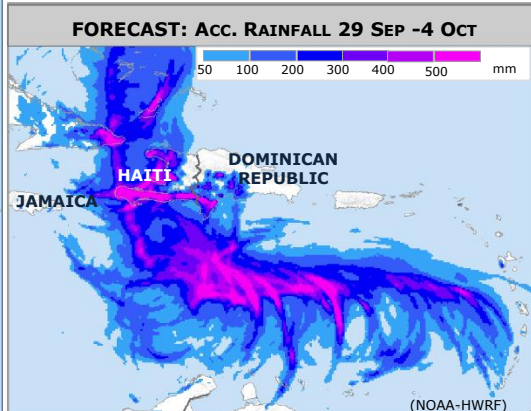 FORECAST: ACC. RAINFALL 29 SEP -4 OCT
50 100 200 300 400 500 mm
DOMINICAN
REPUBLIC
HAITI
JAMAICA
(NOAA-HWRF)